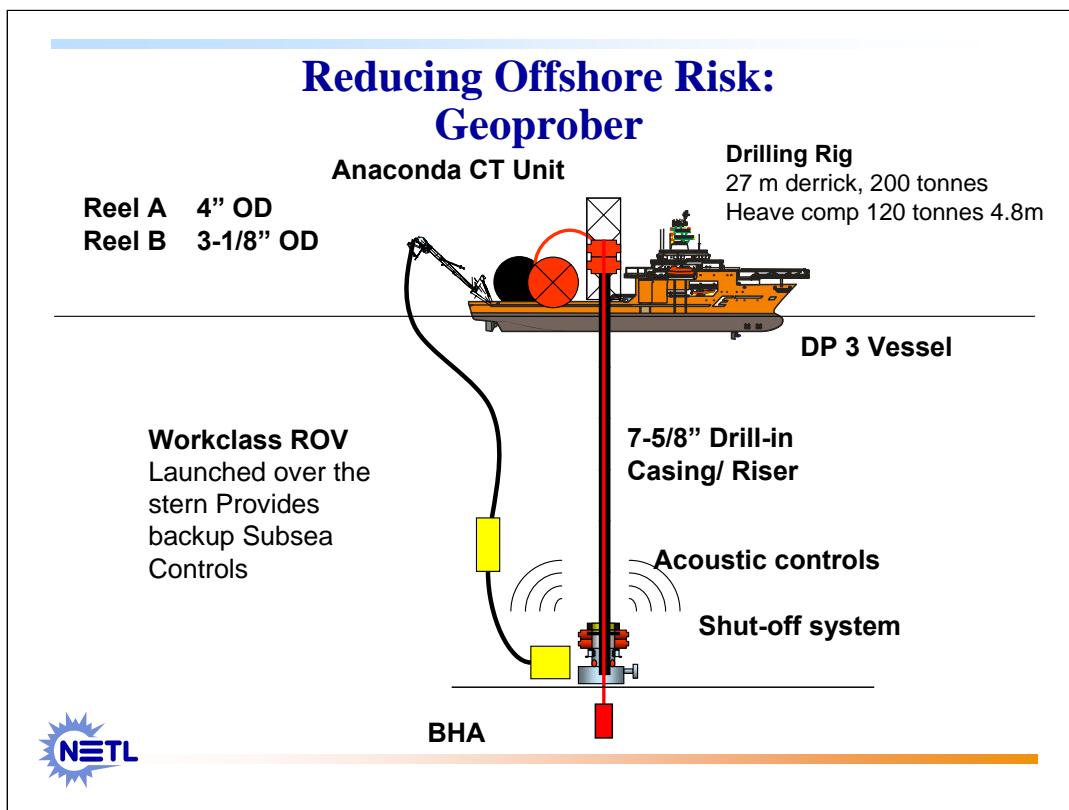 Reducing Offshore Risk:
Geoprober
Anaconda CT Unit
Drilling Rig
27 m derrick, 200 tonnes
Heave comp 120 tonnes 4.8m
Reel A 4” OD
Reel B 3-1/8” OD
DP 3 Vessel
Workclass ROV
Launched over the
stern Provides
backup Subsea
Controls
7-5/8” Drill-in
Casing/ Riser
Acoustic controls
Shut-off system
BHA
NETL